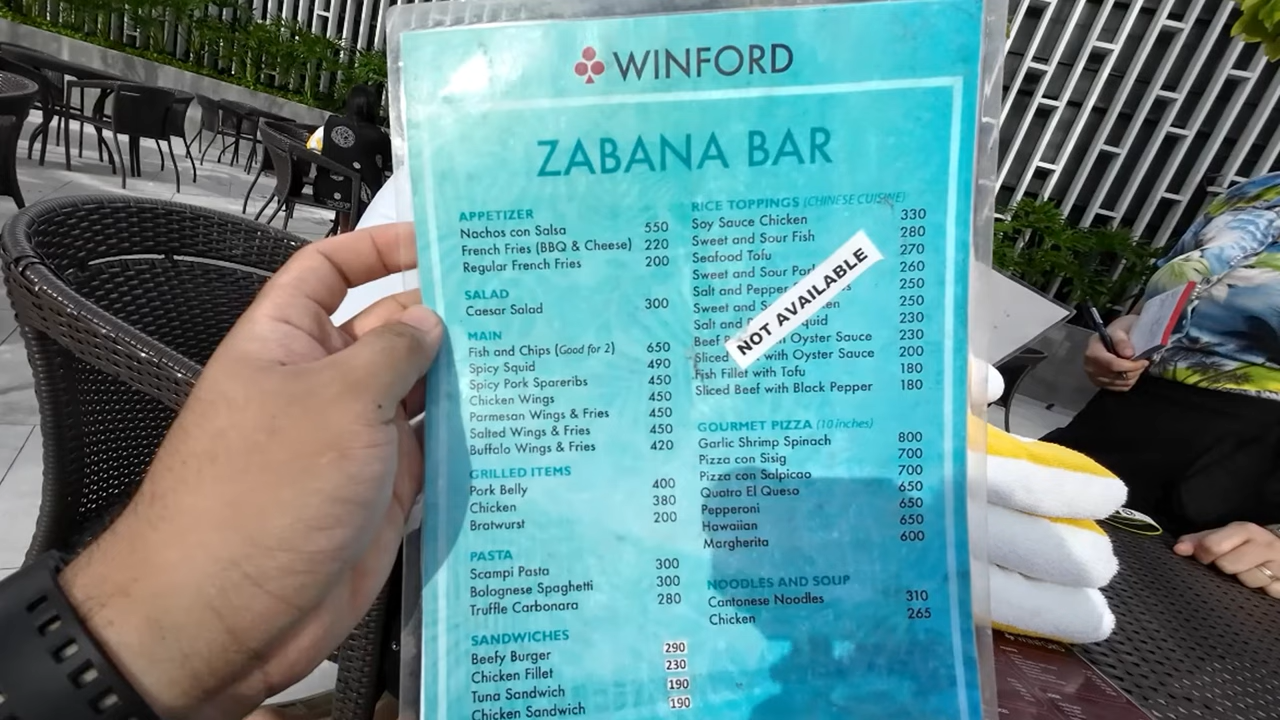 WINFORD
ZABANA BAR
APPETIZER
Nachos con Salsa 550
French Fries (BBQ & Cheese) 220
Regular French Fries 200
SALAD
Caesar Salad 300
MAIN
Fish and Chips (Good for 2) 650
Spicy Squid 490
Spicy Pork Spareribs 450
Chicken Wings 450
Parmesan Wings & Fries 450
Salted Wings & Fries 450
Buffalo Wings & Fries 420
GRILLED ITEMS
Pork Belly 400
Chicken 380
Bratwurst 200
PASTA
Scampi Pasta 300
Bolognese Spaghetti 300
Truffle Carbonara 280
SANDWICHES
Beefy Burger 290
Chicken Fillet 230
Tuna Sandwich 190
Chicken Sandwich 190
RICE TOPPINGS (CHINESE CUISINE)
Soy Sauce Chicken 330
Sweet and Sour Fish 280
Seafood Tofu 270
Sweet and Sour 260
Salt and Pepper 250
Sweet and 250
Salt and 230
Beef Oyster Sauce 230
Sliced with Oyster Sauce 200
Fish Fillet with Tofu 180
Sliced Beef with Black Pepper 180
NOT AVAILABLE
GOURMET PIZZA (10 inches)
Garlic Shrimp Spinach 800
Pizza con Sisig 700
Pizza con Salpicao 700
Quatro El Queso 650
Pepperoni 650
Hawaiian 650
Margherita 600
NOODLES AND SOUP
Cantonese Noodles 310
Chicken 265